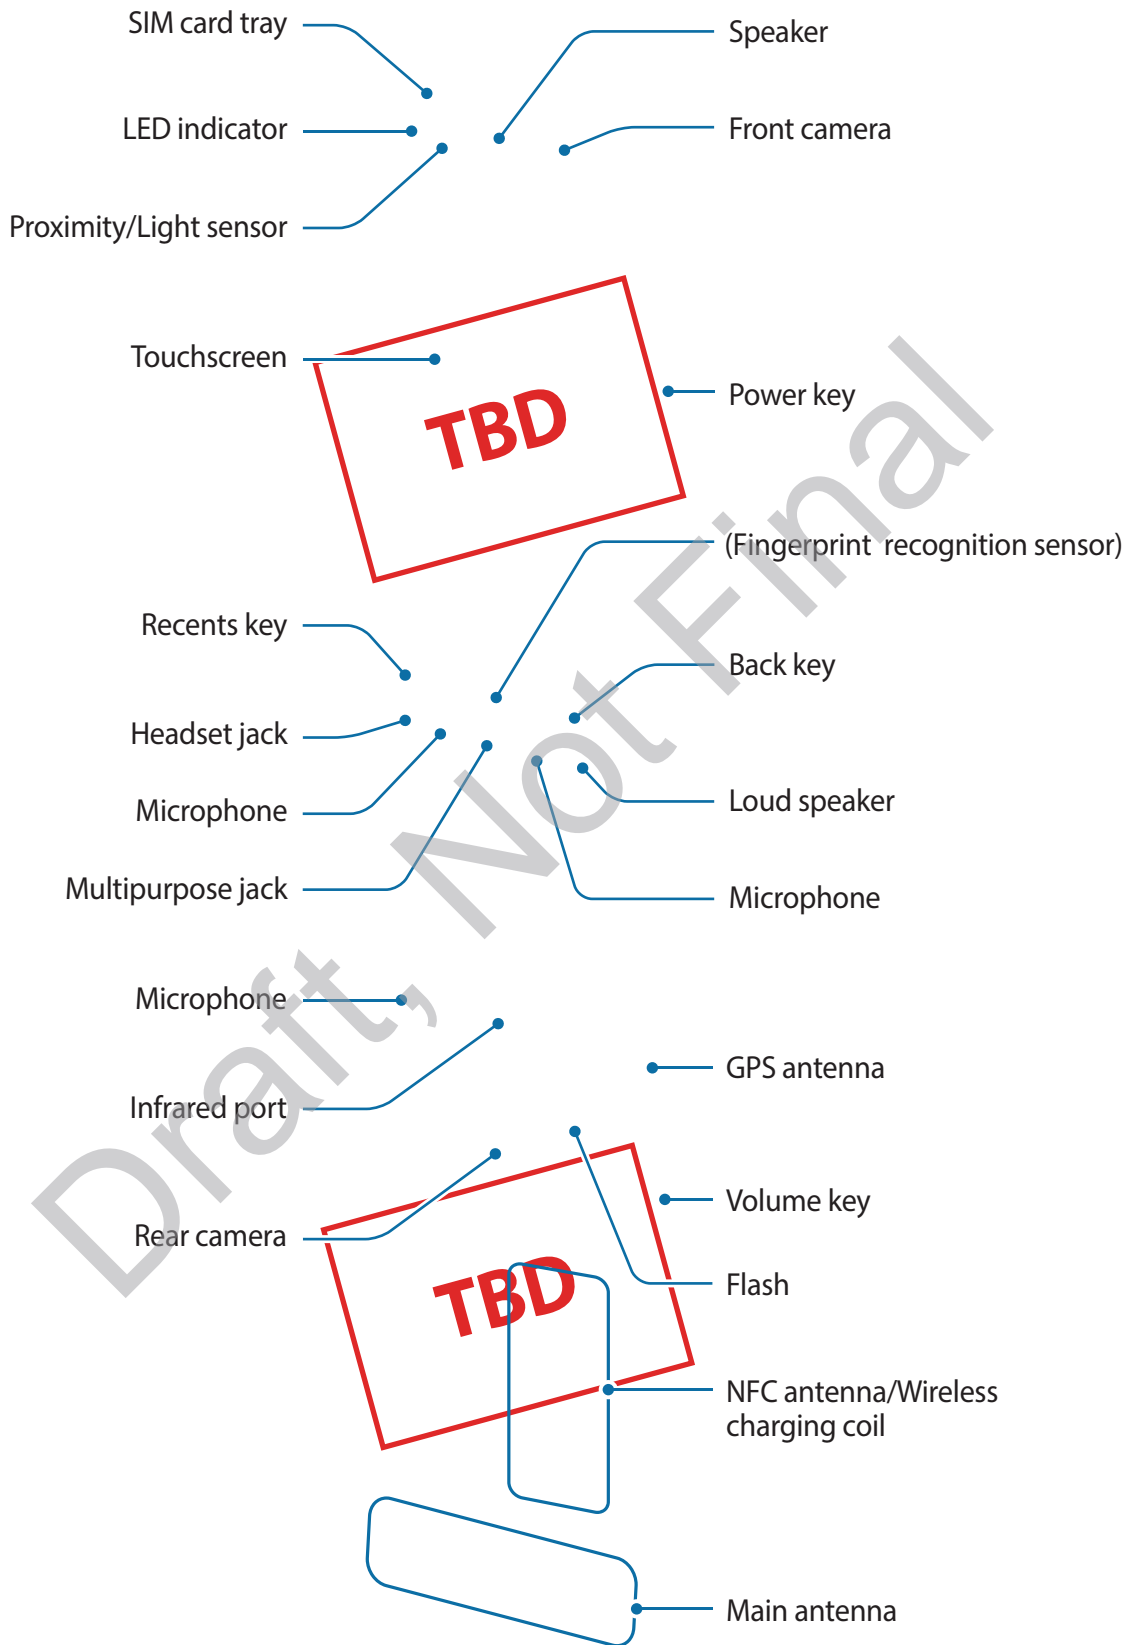 SIM card tray
Speaker
LED indicator
Front camera
Proximity/Light sensor
Touchscreen
TBD
Power key
(Fingerprint recognition sensor)
Recents key
Back key
Headset jack
Microphone
Loud speaker
Multipurpose jack
Microphone
Draft, Not Final
Microphone
GPS antenna
Infrared port
Volume key
Rear camera
TBD
Flash
NFC antenna/Wireless
charging coil
Main antenna